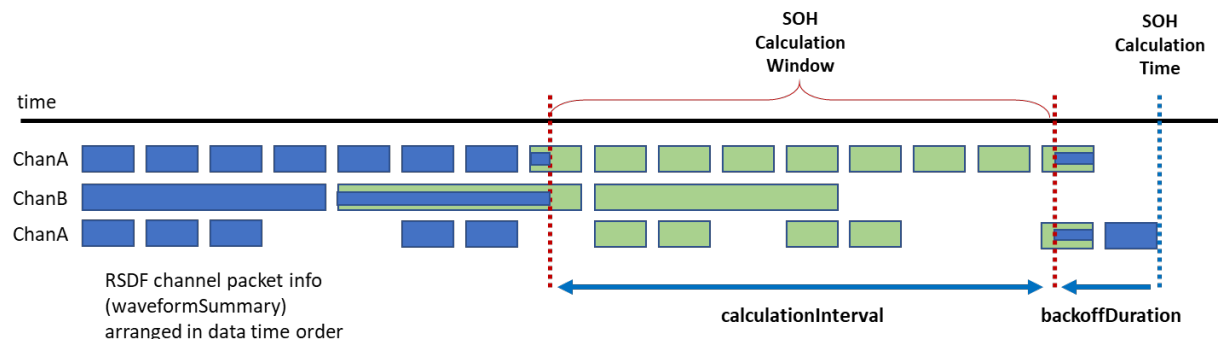 SOH
Calculation
Window
SOH
Calculation
Time
time
ChanA
ChanB
ChanA
RSDF channel packet info
(waveformSummary)
arranged in data time order
calculationInterval
backoffDuration